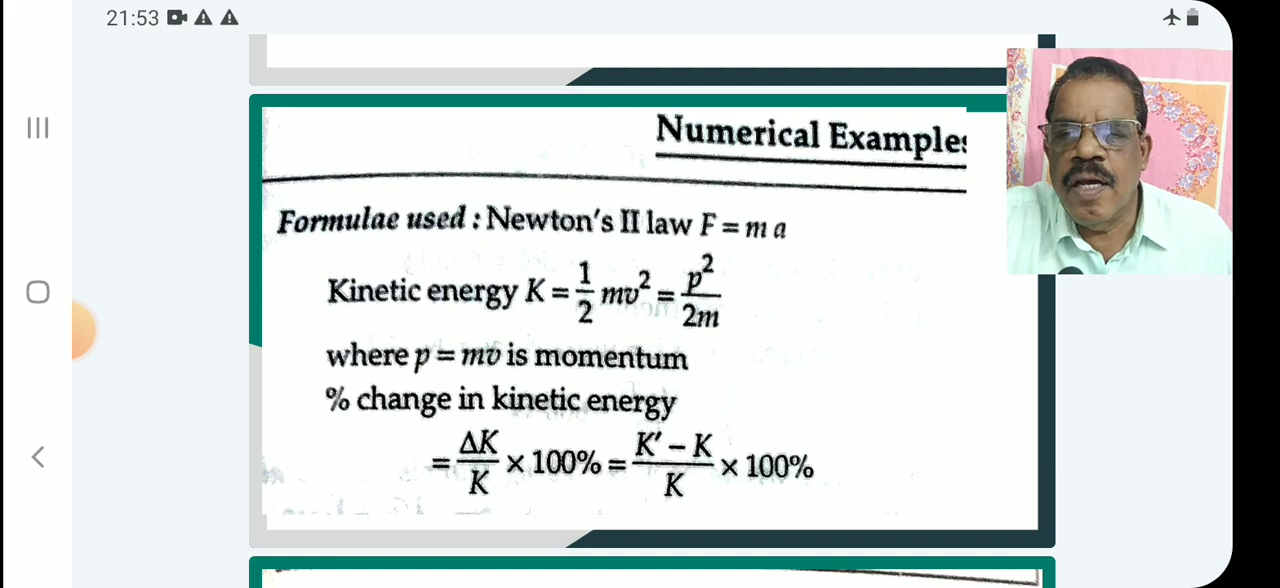 21:53
Numerical Examples
Formulae used : Newton's II law F = m a
Kinetic energy K = 1/2 mv² = p²/2m
where p = mv is momentum
% change in kinetic energy
= ΔK/K × 100% = K′ – K/K × 100%